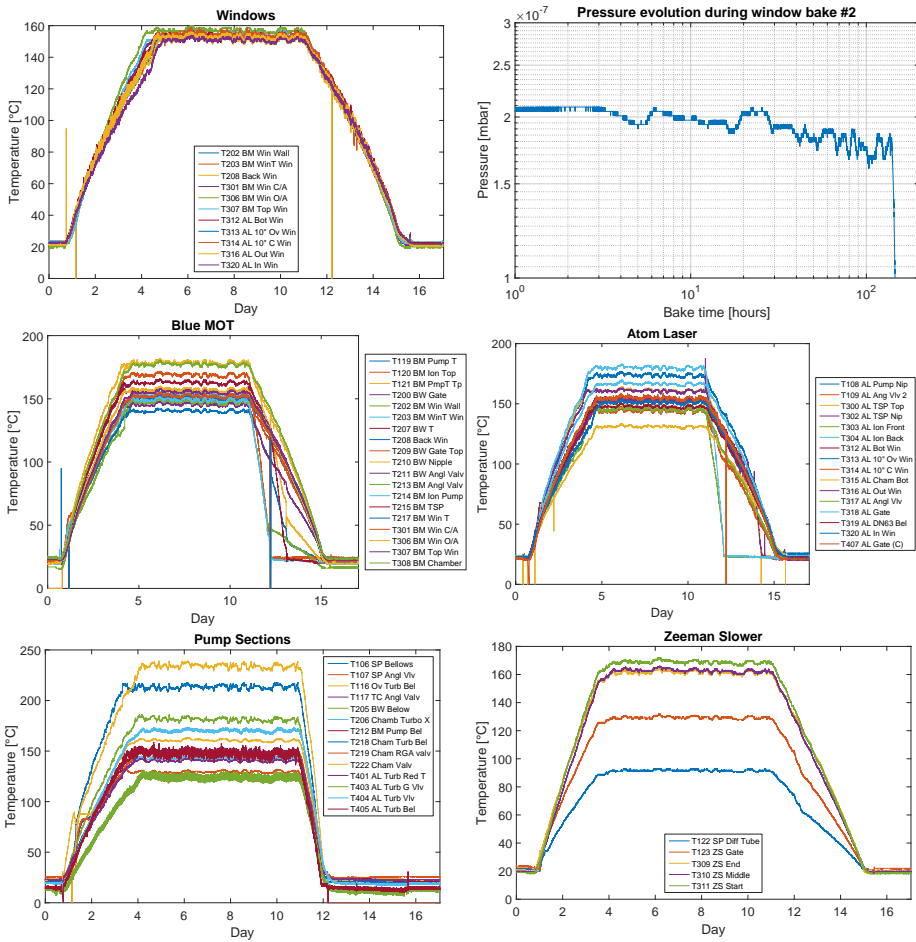 Windows
160
140
120
100
80
60
40
20
0
0 2 4 6 8 10 12 14 16
Temperature [°C]
Day
T202 BM Win Wall
T203 BM WinT Win
T208 Back Win
T301 BM Win C/A
T306 BM Win O/A
T307 BM Top Win
T312 AL Bot Win
T313 AL 10" Ov Win
T314 AL 10" C Win
T316 AL Out Win
T320 AL In Win
Pressure evolution during window bake #2
3 ×10-7
2.5
2
1.5
1
100 101 102
Pressure [mbar]
Bake time [hours]
Blue MOT
200
150
100
50
0
0 5 10 15
Temperature [°C]
Day
T119 BM Pump T
T120 BM Ion Top
T121 BM PmpT Tp
T200 BW Gate
T202 BM Win Wall
T203 BM WinT Win
T207 BW T
T208 Back Win
T209 BW Gate Top
T210 BW Nipple
T211 BW Angl Valv
T213 BM Angl Valv
T214 BM Ion Pump
T215 BM TSP
T217 BM Win T
T301 BM Win C/A
T306 BM Win O/A
T307 BM Top Win
T308 BM Chamber
Atom Laser
200
150
100
50
0
0 5 10 15
Temperature [°C]
Day
T108 AL Pump Nip
T109 AL Ang Vlv 2
T300 AL TSP Top
T302 AL TSP Nip
T303 AL Ion Front
T304 AL Ion Back
T312 AL Bot Win
T313 AL 10" Ov Win
T314 AL 10" C Win
T315 AL Cham Bot
T316 AL Out Win
T317 AL Angl Vlv
T318 AL Gate
T319 AL DN63 Bel
T320 AL In Win
T407 AL Gate (C)
Pump Sections
250
200
150
100
50
0
0 2 4 6 8 10 12 14 16
Temperature [°C]
Day
T106 SP Bellows
T107 SP Angl Vlv
T116 Ov Turb Bel
T117 TC Angl Valv
T205 BW Below
T206 Chamb Turbo X
T212 BM Pump Bel
T218 Cham Turb Bel
T219 Cham RGA valv
T222 Cham Valv
T401 AL Turb Red T
T403 AL Turb G Vlv
T404 AL Turb Vlv
T405 AL Turb Bel
Zeeman Slower
180
160
140
120
100
80
60
40
20
0
0 2 4 6 8 10 12 14 16
Temperature [°C]
Day
T122 SP Diff Tube
T123 ZS Gate
T309 ZS End
T310 ZS Middle
T311 ZS Start